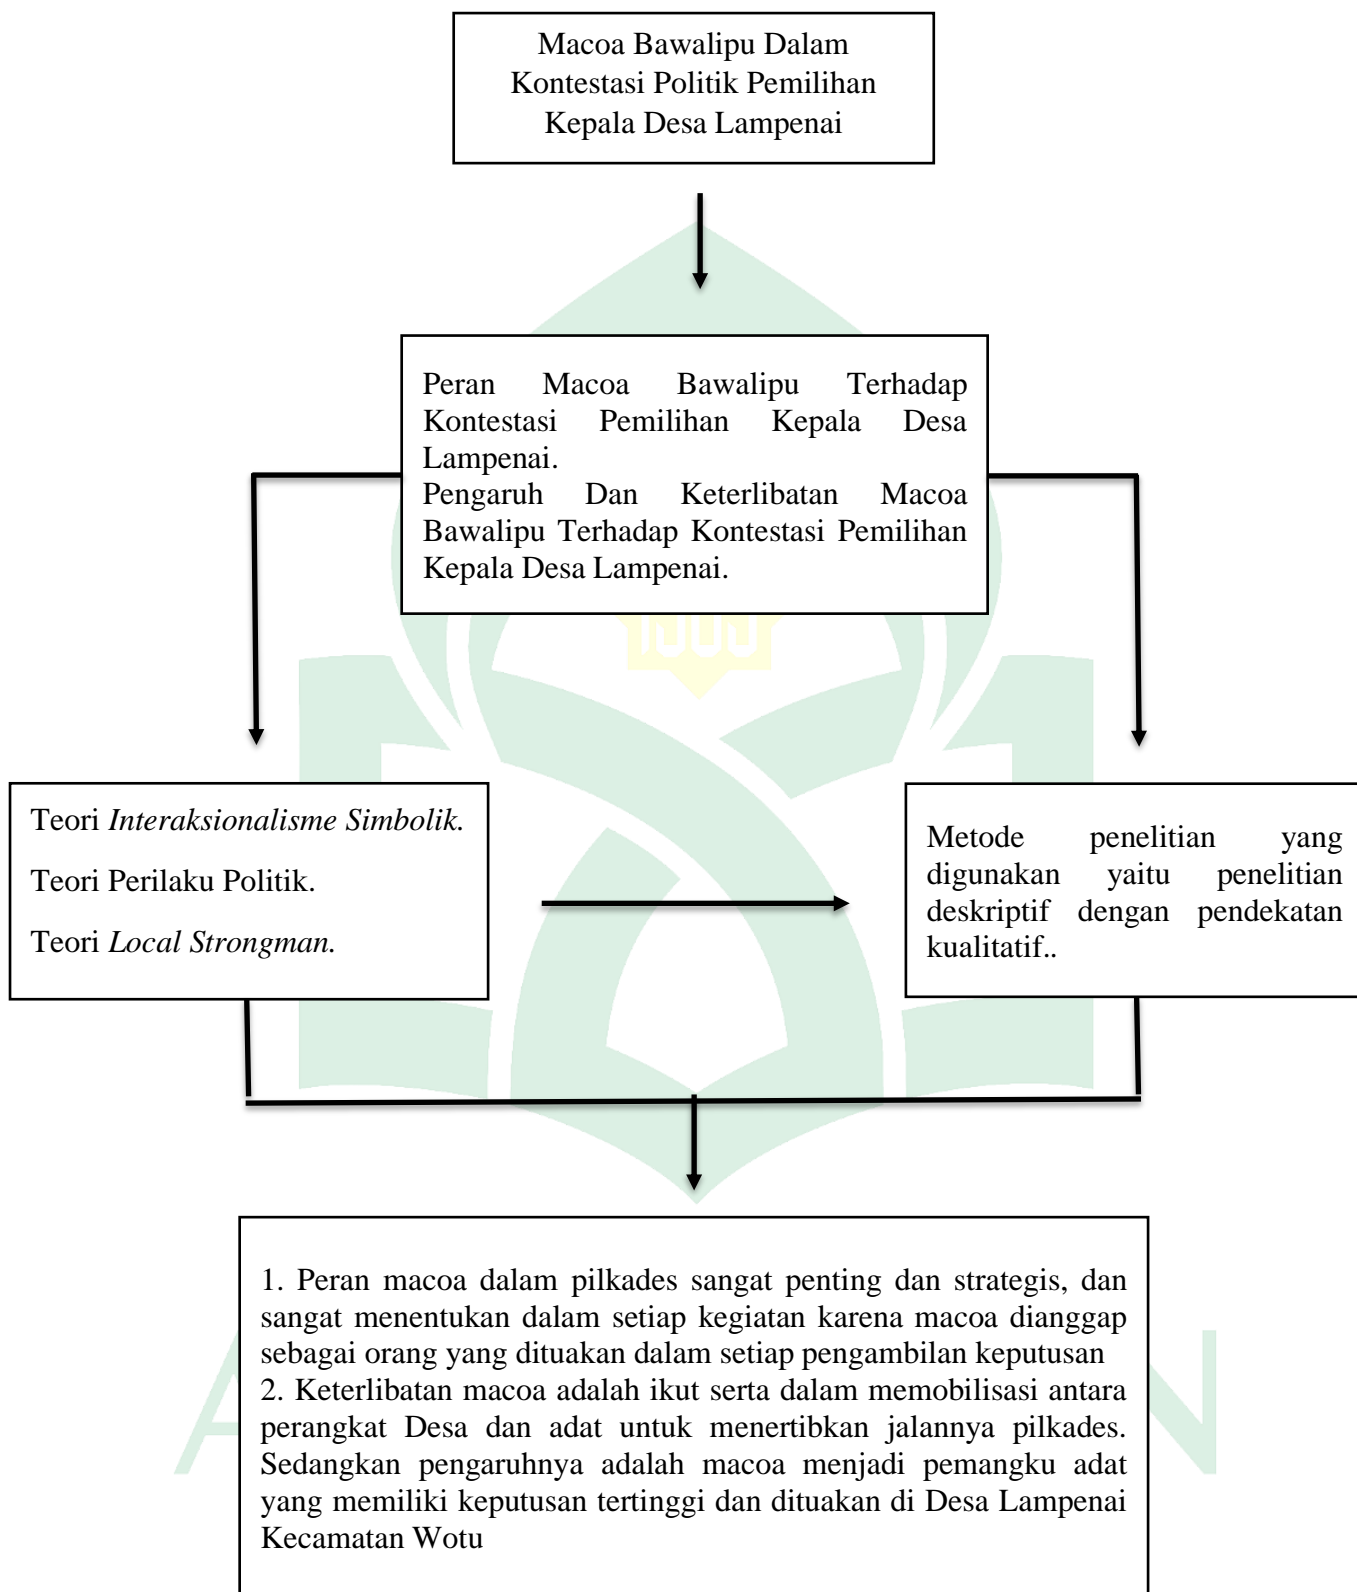 Macoa Bawalipu Dalam
Kontestasi Politik Pemilihan
Kepala Desa Lampenai
Peran Macoa Bawalipu Terhadap
Kontestasi Pemilihan Kepala Desa
Lampenai.
Pengaruh Dan Keterlibatan Macoa
Bawalipu Terhadap Kontestasi Pemilihan
Kepala Desa Lampenai.
Teori Interaksionalisme Simbolik.
Teori Perilaku Politik.
Teori Local Strongman.
Metode penelitian yang
digunakan yaitu penelitian
deskriptif dengan pendekatan
kualitatif..
1. Peran macoa dalam pilkades sangat penting dan strategis, dan
sangat menentukan dalam setiap kegiatan karena macoa dianggap
sebagai orang yang dituakan dalam setiap pengambilan keputusan
2. Keterlibatan macoa adalah ikut serta dalam memobilisasi antara
perangkat Desa dan adat untuk menertibkan jalannya pilkades.
Sedangkan pengaruhnya adalah macoa menjadi pemangku adat
yang memiliki keputusan tertinggi dan dituakan di Desa Lampenai
Kecamatan Wotu